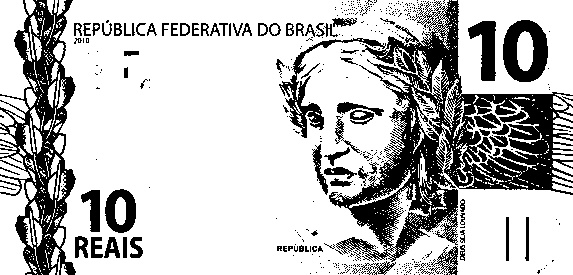 REPÚBLICA FEDERATIVA DO BRASIL
2010
10
10
REAIS
REPÚBLICA
DEUS SEJA LOUVADO